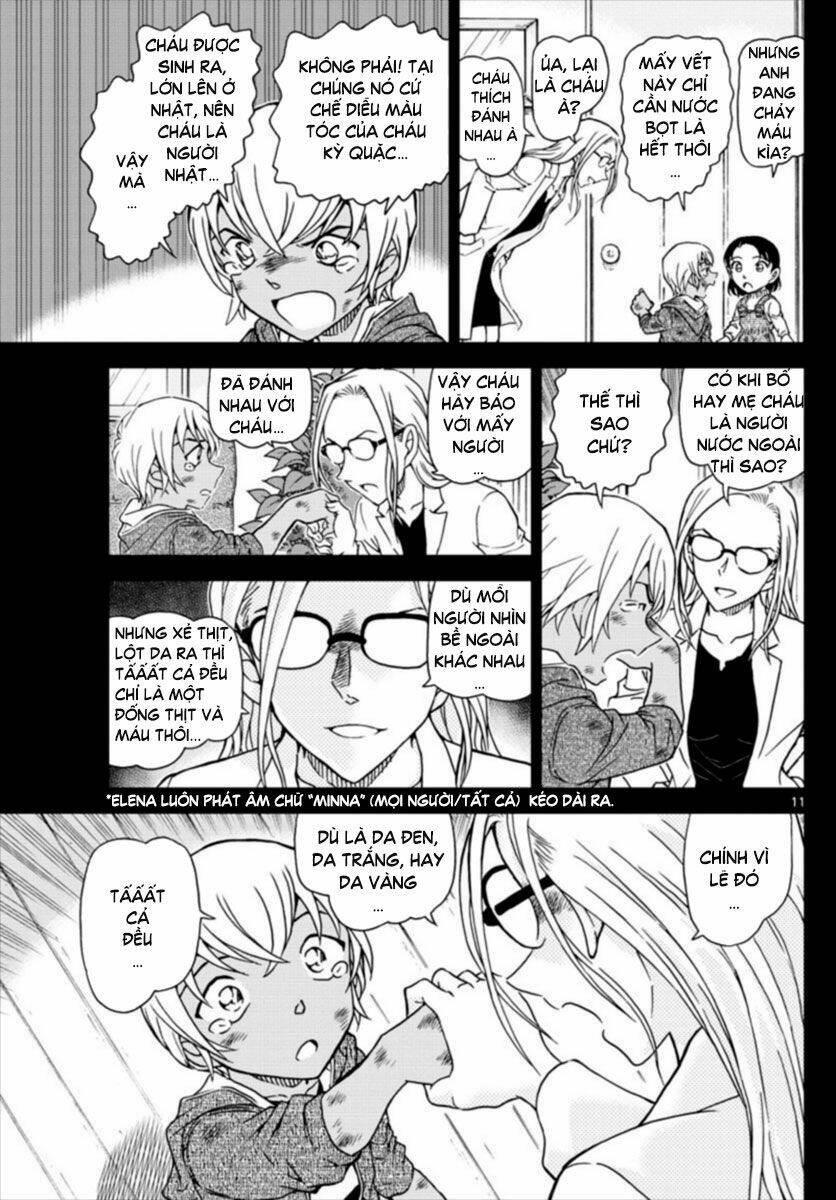 NHƯNG
ANH
ĐANG
CHẢY
MÁU
KÌA?
MẤY VẾT
NÀY CHỈ
CẦN NƯỚC
BỌT LÀ
HẾT THÔI
...
ỦA, LẠI
LÀ CHÁU
À?
CHÁU
THÍCH
ĐÁNH
NHAU À
...
KHÔNG PHẢI! TẠI
CHÚNG NÓ CỨ
CHẾ DIỄU MÀU
TÓC CỦA CHÁU
KỲ QUẶC...
CHÁU ĐƯỢC
SINH RA,
LỚN LÊN Ở
NHẬT, NÊN
CHÁU LÀ
NGƯỜI
NHẬT...
VẬY
MÀ
...
CÓ KHI BỐ
HAY MẸ CHÁU
LÀ NGƯỜI
NƯỚC NGOÀI
THÌ SAO?
THẾ THÌ
SAO
CHỨ?
VẬY CHÁU
HÃY BÁO
VỚI MẤY
NGƯỜI
...
ĐÃ ĐÁNH
NHAU VỚI
CHÁU...
DÙ MỖI
NGƯỜI NHÌN
BỀ NGOÀI
KHÁC NHAU
...
NHƯNG XẺ THỊT,
LỘT DA RA THÌ
TẤẤẤT CẢ ĐỀU
CHỈ LÀ MỘT
ĐỐNG THỊT VÀ
MÁU THÔI...
*ELENA LUÔN PHÁT ÂM CHỮ "MINNA" (MỌI NGƯỜI/TẤT CẢ) KÉO DÀI RA.
11
CHÍNH VÌ
LẼ ĐÓ
...
DÙ LÀ DA ĐEN,
DA TRẮNG, HAY
DA VÀNG
...
TẤẤẤT
CẢ
ĐỀU
...